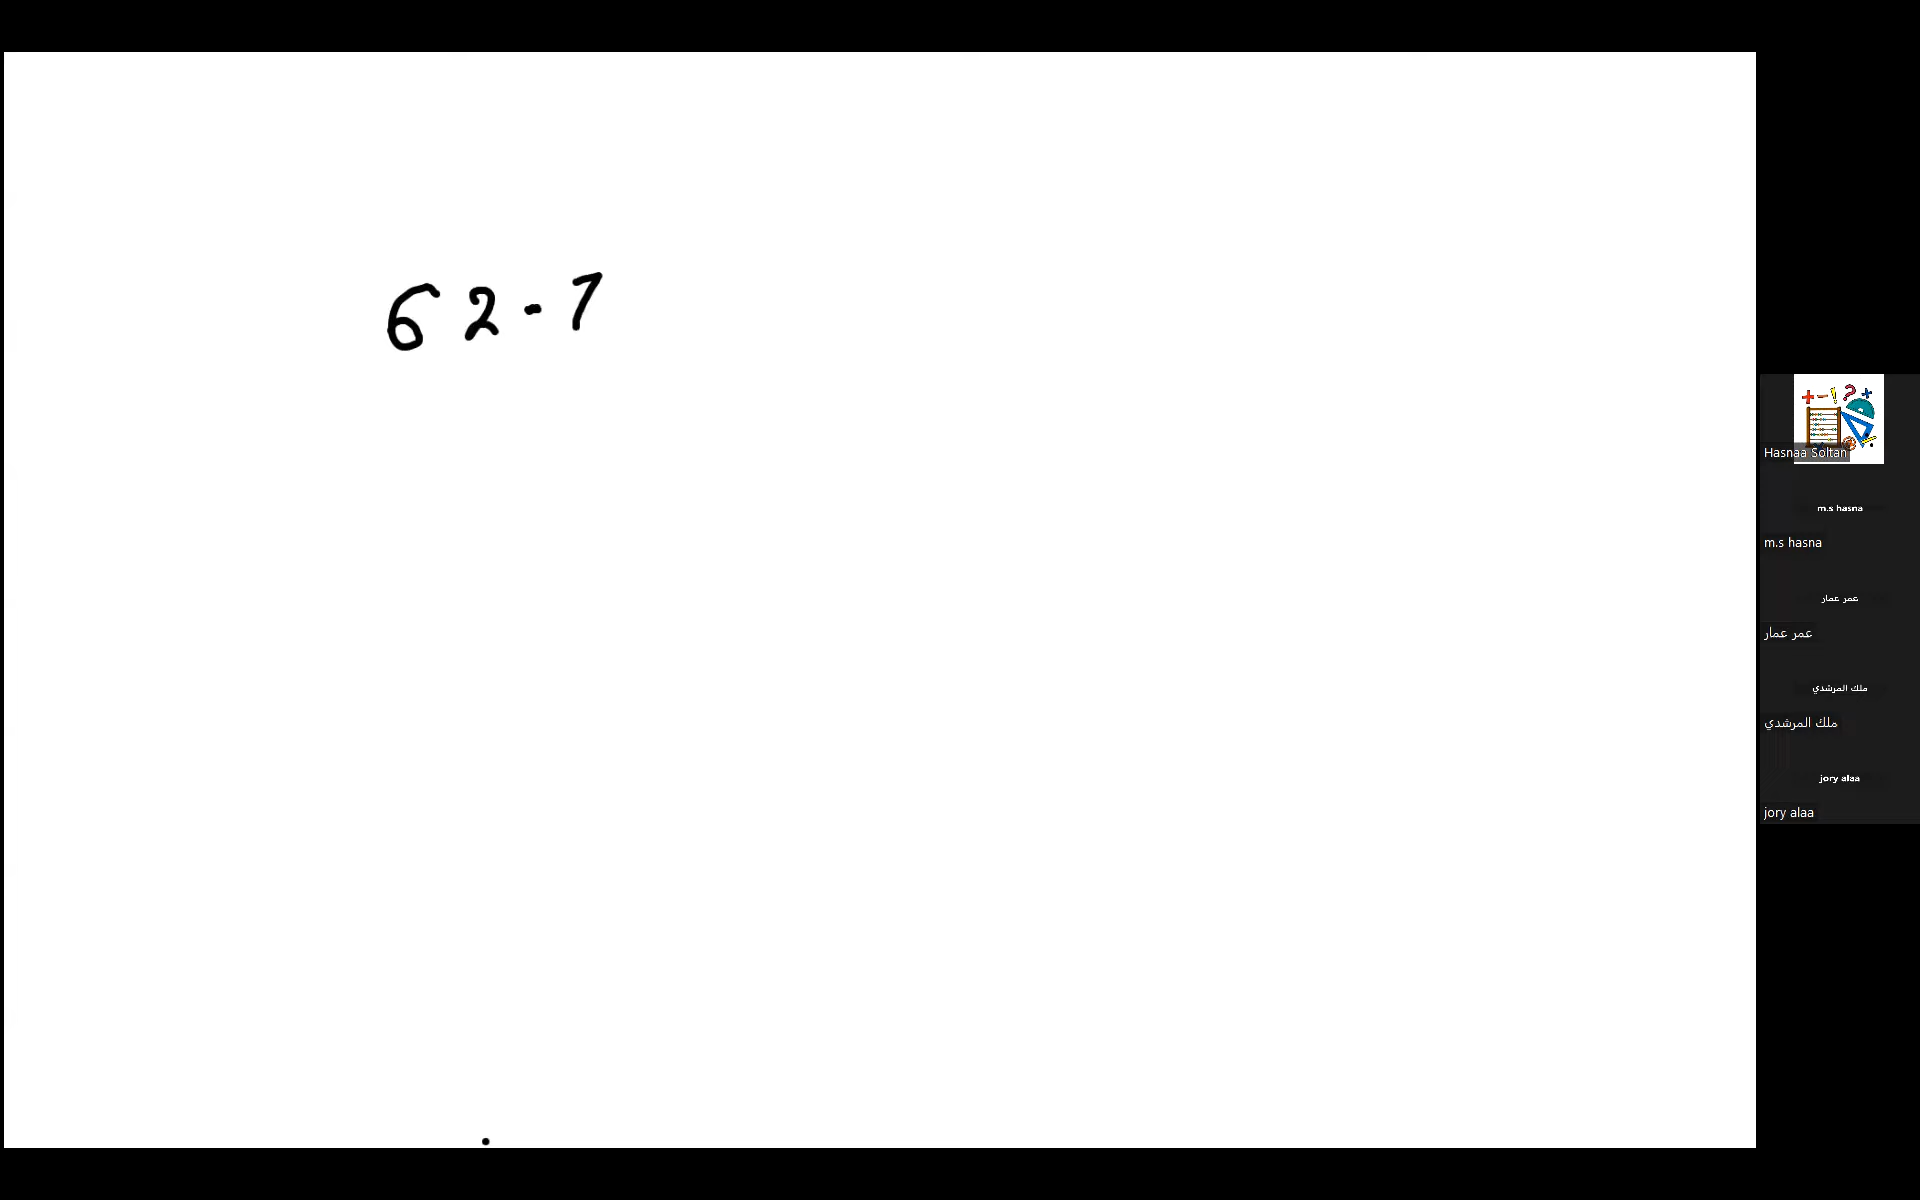 62-7
Hasnaa Soltan
m.s hasna
m.s hasna
عمر عمار
عمر عمار
ملك المرشدي
ملك المرشدي
jory alaa
jory alaa